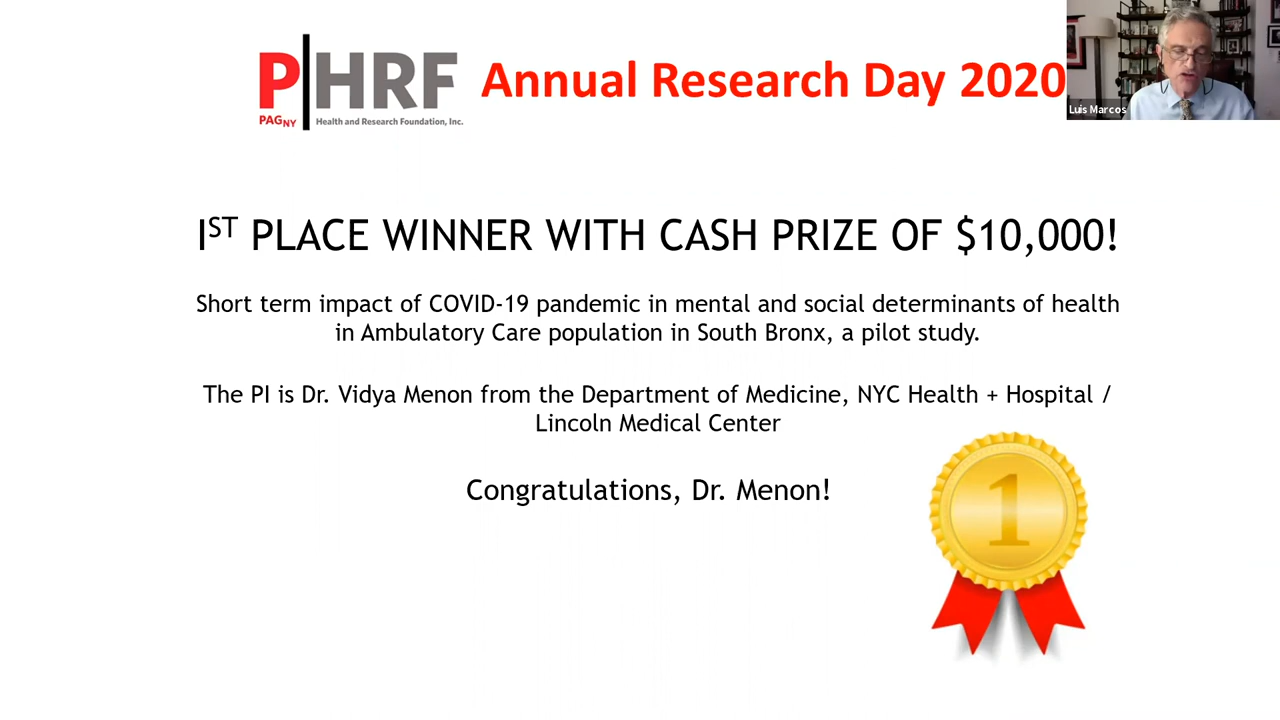 P|HRF
PAGNY Health and Research Foundation, Inc.
Annual Research Day 2020
Luis Marcos
IST PLACE WINNER WITH CASH PRIZE OF $10,000!
Short term impact of COVID-19 pandemic in mental and social determinants of health
in Ambulatory Care population in South Bronx, a pilot study.
The PI is Dr. Vidya Menon from the Department of Medicine, NYC Health + Hospital /
Lincoln Medical Center
Congratulations, Dr. Menon!
1